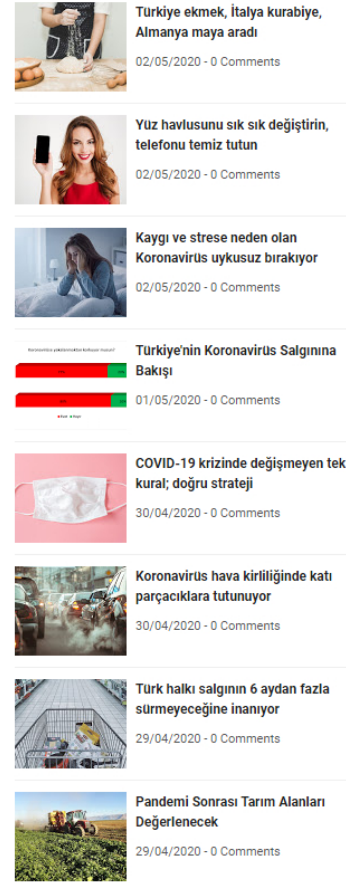 Türkiye ekmek, İtalya kurabiye,
Almanya maya aradı
02/05/2020 - 0 Comments
Yüz havlusunu sık sık değiştirin,
telefonu temiz tutun
02/05/2020 - 0 Comments
Kaygı ve strese neden olan
Koronavirüs uykusuz bırakıyor
02/05/2020 - 0 Comments
Türkiye'nin Koronavirüs Salgınına
Bakışı
01/05/2020 - 0 Comments
COVID-19 krizinde değişmeyen tek
kural; doğru strateji
30/04/2020 - 0 Comments
Koronavirüs hava kirliliğinde katı
parçacıklara tutunuyor
30/04/2020 - 0 Comments
Türk halkı salgının 6 aydan fazla
sürmeyeceğine inanıyor
29/04/2020 - 0 Comments
Pandemi Sonrası Tarım Alanları
Değerlenecek
29/04/2020 - 0 Comments